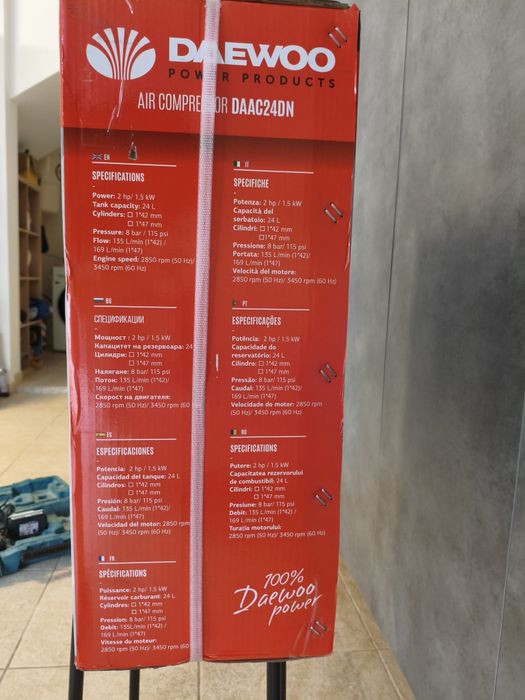 DAEWOO
POWER PRODUCTS
AIR COMPRESSOR DAAC24DN
EN
SPECIFICATIONS
Power: 2 hp/ 1.5 kW
Tank capacity: 24 L
Cylinders: □ 1*42 mm
□ 1*47 mm
Pressure: 8 bar/ 115 psi
Flow: 135 L/min (1*42) /
169 L/min (1*47)
Engine speed: 2850 rpm (50 Hz)/
3450 rpm (60 Hz)
BG
СПЕЦИФИКАЦИИ
Мощност : 2 hp / 1.5 kW
Капацитет на резервоара: 24
Цилиндри: □ 1*42 mm
□ 1*47 mm
Налягане: 8 bar/ 115 psi
Поток: 135 L/min (1*42)/
169 L/min (1*47)
Скорост на двигателя:
2850 rpm (50 Hz)/ 3450 rpm (60
ES
ESPECIFICACIONES
Potencia: 2 hp / 1.5 kW
Capacidad del tanque: 24 L
Cilindros: □ 1*42 mm
□ 1*47 mm
Presión: 8 bar/ 115 psi
Caudal: 135 L/min (1*42)/
169 L/min (1*47)
Velocidad del motor: 2850 rpm
(50 Hz)/ 3450 rpm (60 Hz)
FR
SPÉCIFICATIONS
Puissance: 2 hp / 1.5 kW
Réservoir carburant: 24 L
Cylindres: □ 1*42 mm
□ 1*47 mm
Pression: 8 bar/ 115 psi
Debit: 135L/min (1*42)/
169 L/min (1*47)
Vitesse du moteur:
2850 rpm (50 Hz)/ 3450 rpm (60
IT
SPECIFICHE
Potenza: 2 hp/ 1.5 kW
Capacità del
serbatoio: 24 L
Cilindri: □ 1*42 mm
□ 1*47 mm
Pressione: 8 bar/ 115 psi
Portata: 135 L/min (1*42)/
169 L/min (1*47)
Velocità del motore:
2850 rpm (50 Hz)/ 3450 rpm (60 Hz)
PT
ESPECIFICAÇÕES
Potência: 2 hp/ 1.5 kW
Capacidade do
reservatório: 24 L
Cilindre: □ 1*42 mm
□ 1*47 mm
Pressão: 8 bar/ 115 psi
Caudal: 135 L/min (1*42)/
169 L/min (1*47)
Velocidade do motor: 2850 rpm
(50 Hz)/ 3450 rpm (60 Hz)
RO
SPECIFICATIONS
Putere: 2 hp / 1.5 kW
Capacitatea rezervorului
de combustibil: 24 L
Cilindri: □ 1*42 mm
□ 1*47 mm
Presiune: 8 bar/ 115 psi
Debit: 135 L/min (1*42) /
169 L/min (1*47)
Turația motorului:
2850 rpm (50 Hz)/ 3450 rpm (60 Hz)
100%
Daewoo
power